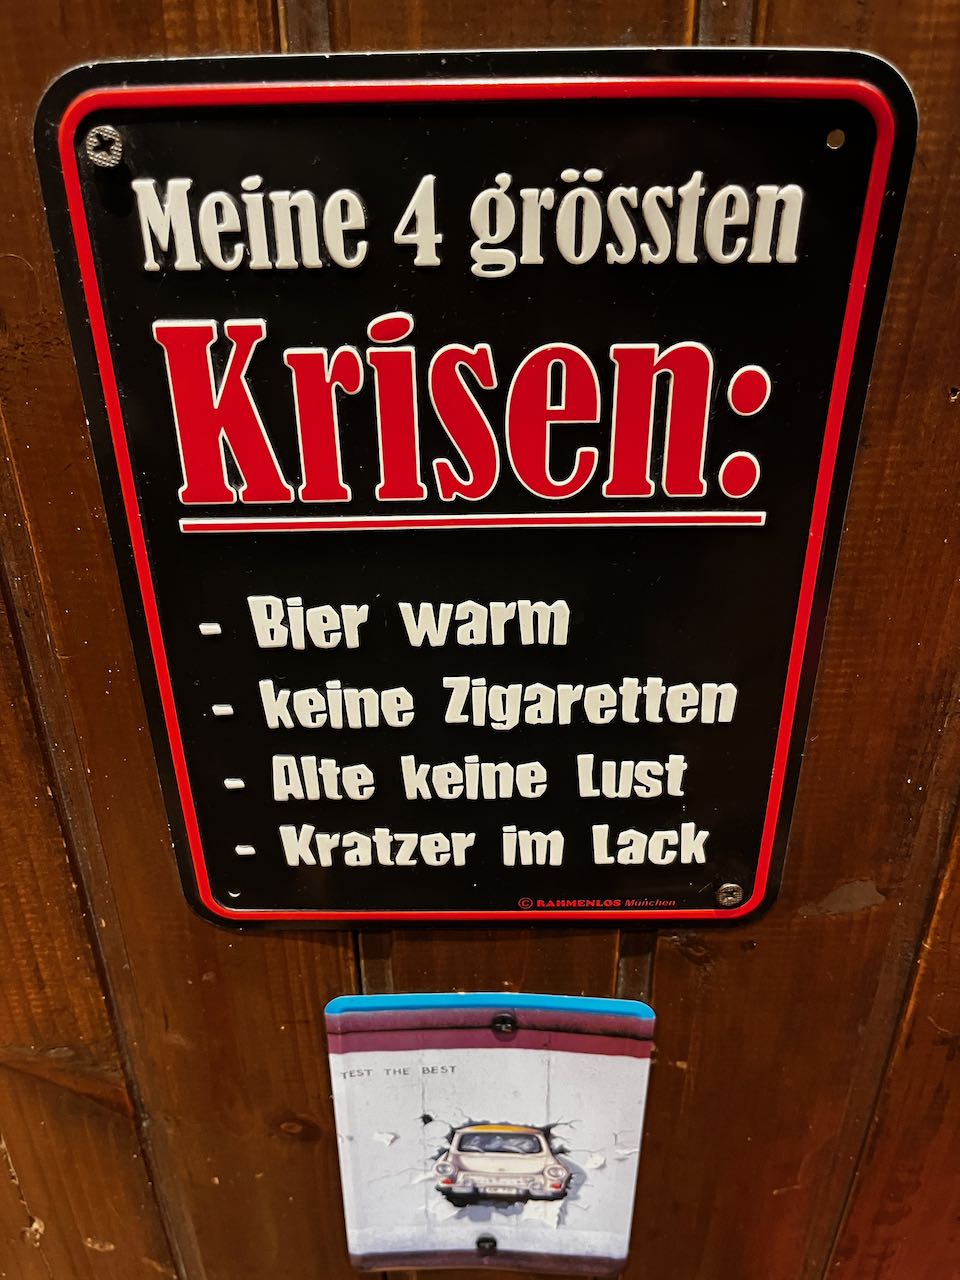 Meine 4 grössten
Krisen:
- Bier warm
- keine Zigaretten
- Alte keine Lust
- Kratzer im Lack
© RAHMENLOS München
TEST THE BEST